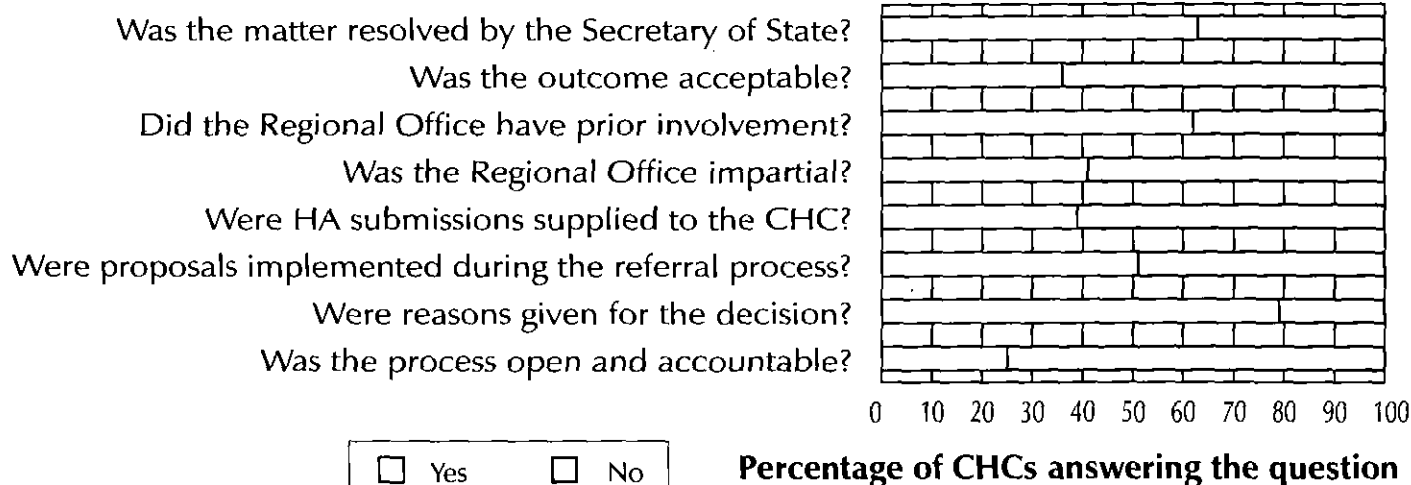 Was the matter resolved by the Secretary of State?
Was the outcome acceptable?
Did the Regional Office have prior involvement?
Was the Regional Office impartial?
Were HA submissions supplied to the CHC?
Were proposals implemented during the referral process?
Were reasons given for the decision?
Was the process open and accountable?
0 10 20 30 40 50 60 70 80 90 100
Yes No
Percentage of CHCs answering the question